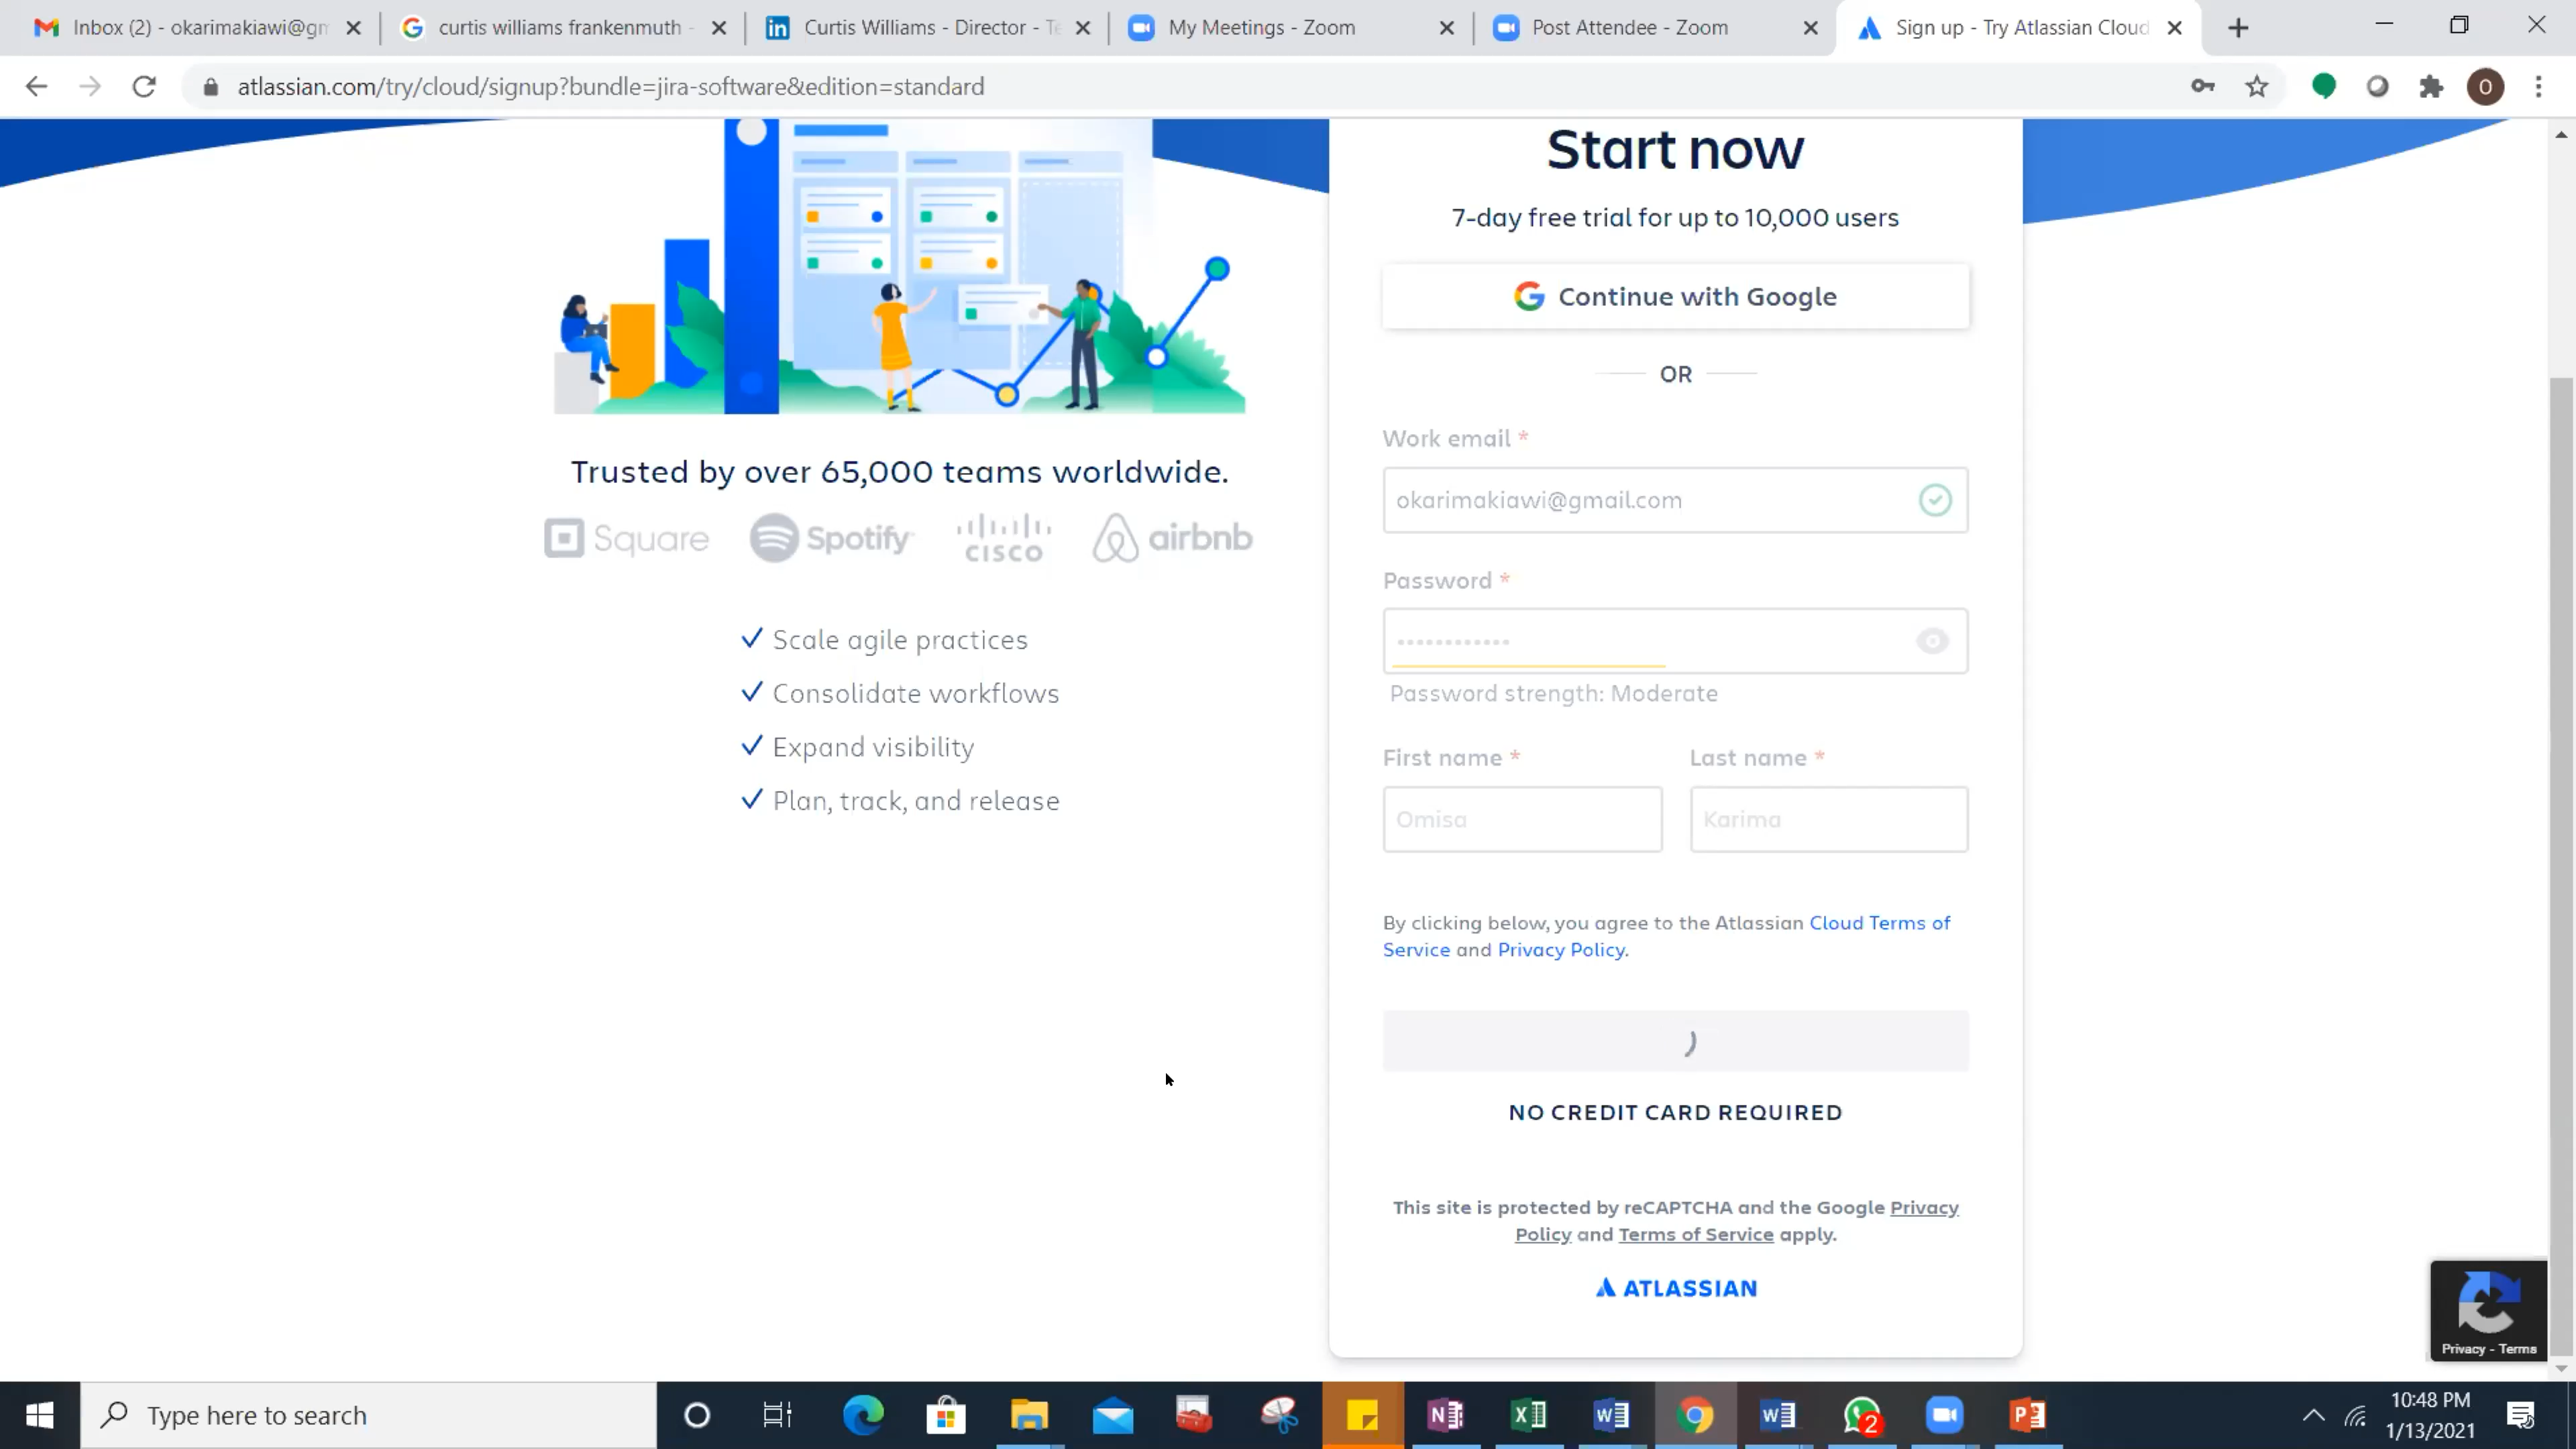 Inbox (2) - okarimakiawi@gm
curtis williams frankenmuth -
Curtis Williams - Director - Te
My Meetings - Zoom
Post Attendee - Zoom
Sign up - Try Atlassian Cloud
atlassian.com/try/cloud/signup?bundle=jira-software&edition=standard
O
Start now
7-day free trial for up to 10,000 users
Continue with Google
OR
Work email *
okarimakiawi@gmail.com
Password *
••••••••••••
Password strength: Moderate
First name *
Last name *
Omisa
Karima
By clicking below, you agree to the Atlassian Cloud Terms of
Service and Privacy Policy.
NO CREDIT CARD REQUIRED
This site is protected by reCAPTCHA and the Google Privacy
Policy and Terms of Service apply.
ATLASSIAN
Trusted by over 65,000 teams worldwide.
Square
Spotify
CISCO
airbnb
Scale agile practices
Consolidate workflows
Expand visibility
Plan, track, and release
Privacy - Terms
Type here to search
2
10:48 PM
1/13/2021